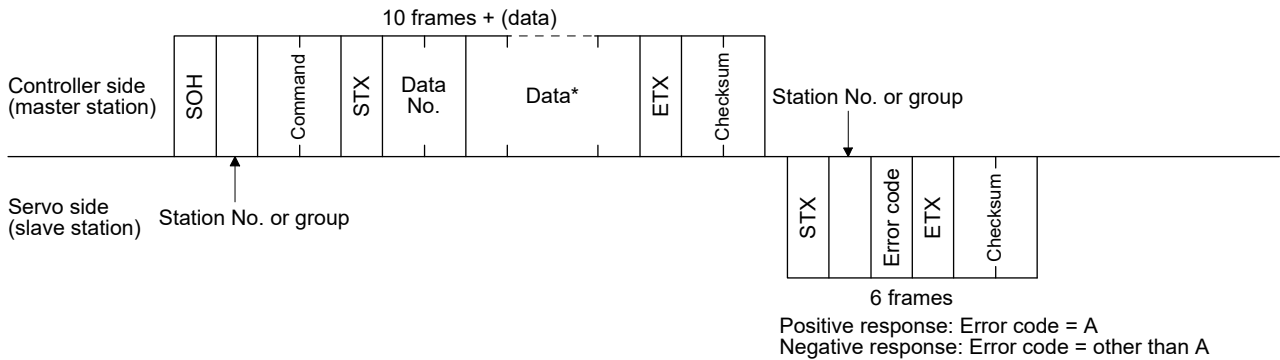 10 frames + (data)
Controller side
(master station)
SOH
Command
STX
Data
No.
Data*
ETX
Checksum
Station No. or group
Servo side
(slave station)
Station No. or group
STX
Error code
ETX
Checksum
6 frames
Positive response: Error code = A
Negative response: Error code = other than A